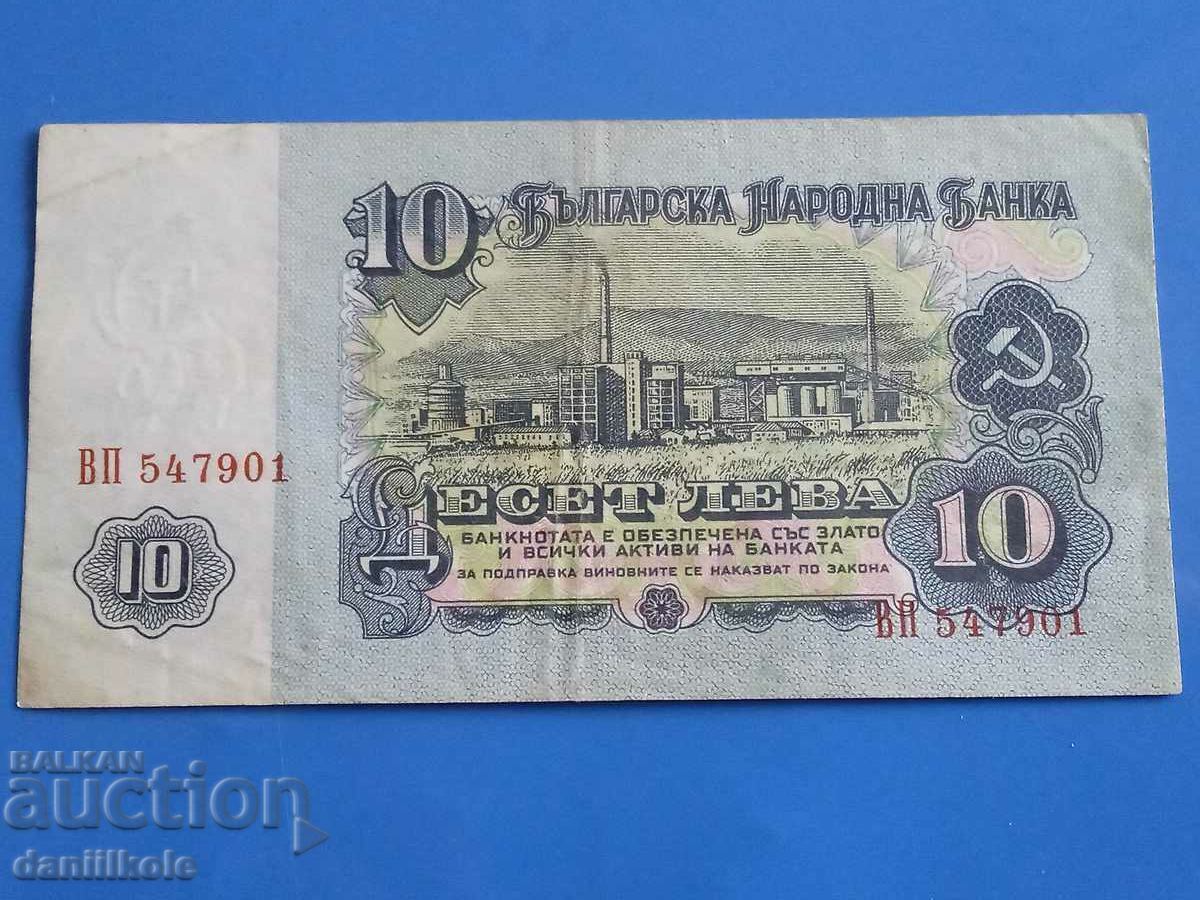 10
Българска Народна Банка
ВП 547901
Десет лева
10
БАНКНОТАТА Е ОБЕЗПЕЧЕНА СЪС ЗЛАТО
И ВСИЧКИ АКТИВИ НА БАНКАТА
ЗА ПОДПРАВКА ВИНОВНИТЕ СЕ НАКАЗВАТ ПО ЗАКОНА
10
ВП 547901
BALKAN
auction
daniilkole